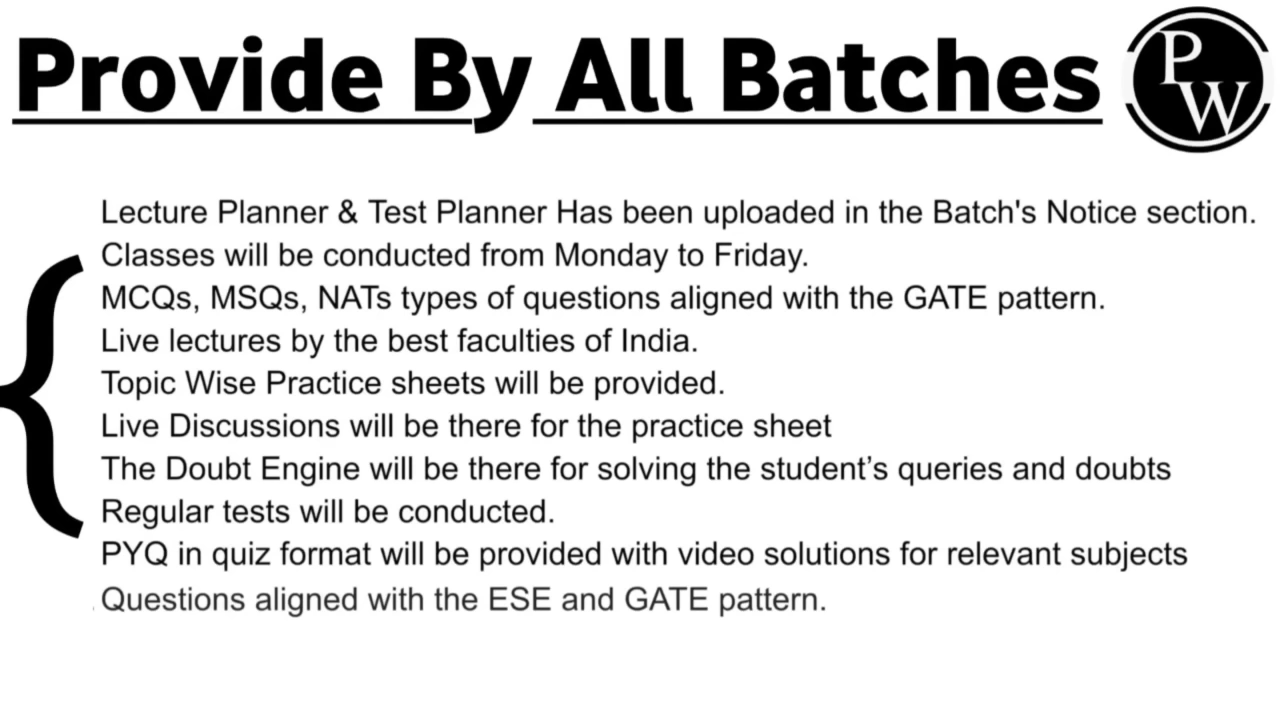 Provide By All Batches
P
W
Lecture Planner & Test Planner Has been uploaded in the Batch's Notice section.
Classes will be conducted from Monday to Friday.
MCQs, MSQs, NATs types of questions aligned with the GATE pattern.
Live lectures by the best faculties of India.
Topic Wise Practice sheets will be provided.
Live Discussions will be there for the practice sheet
The Doubt Engine will be there for solving the student’s queries and doubts
Regular tests will be conducted.
PYQ in quiz format will be provided with video solutions for relevant subjects
Questions aligned with the ESE and GATE pattern.